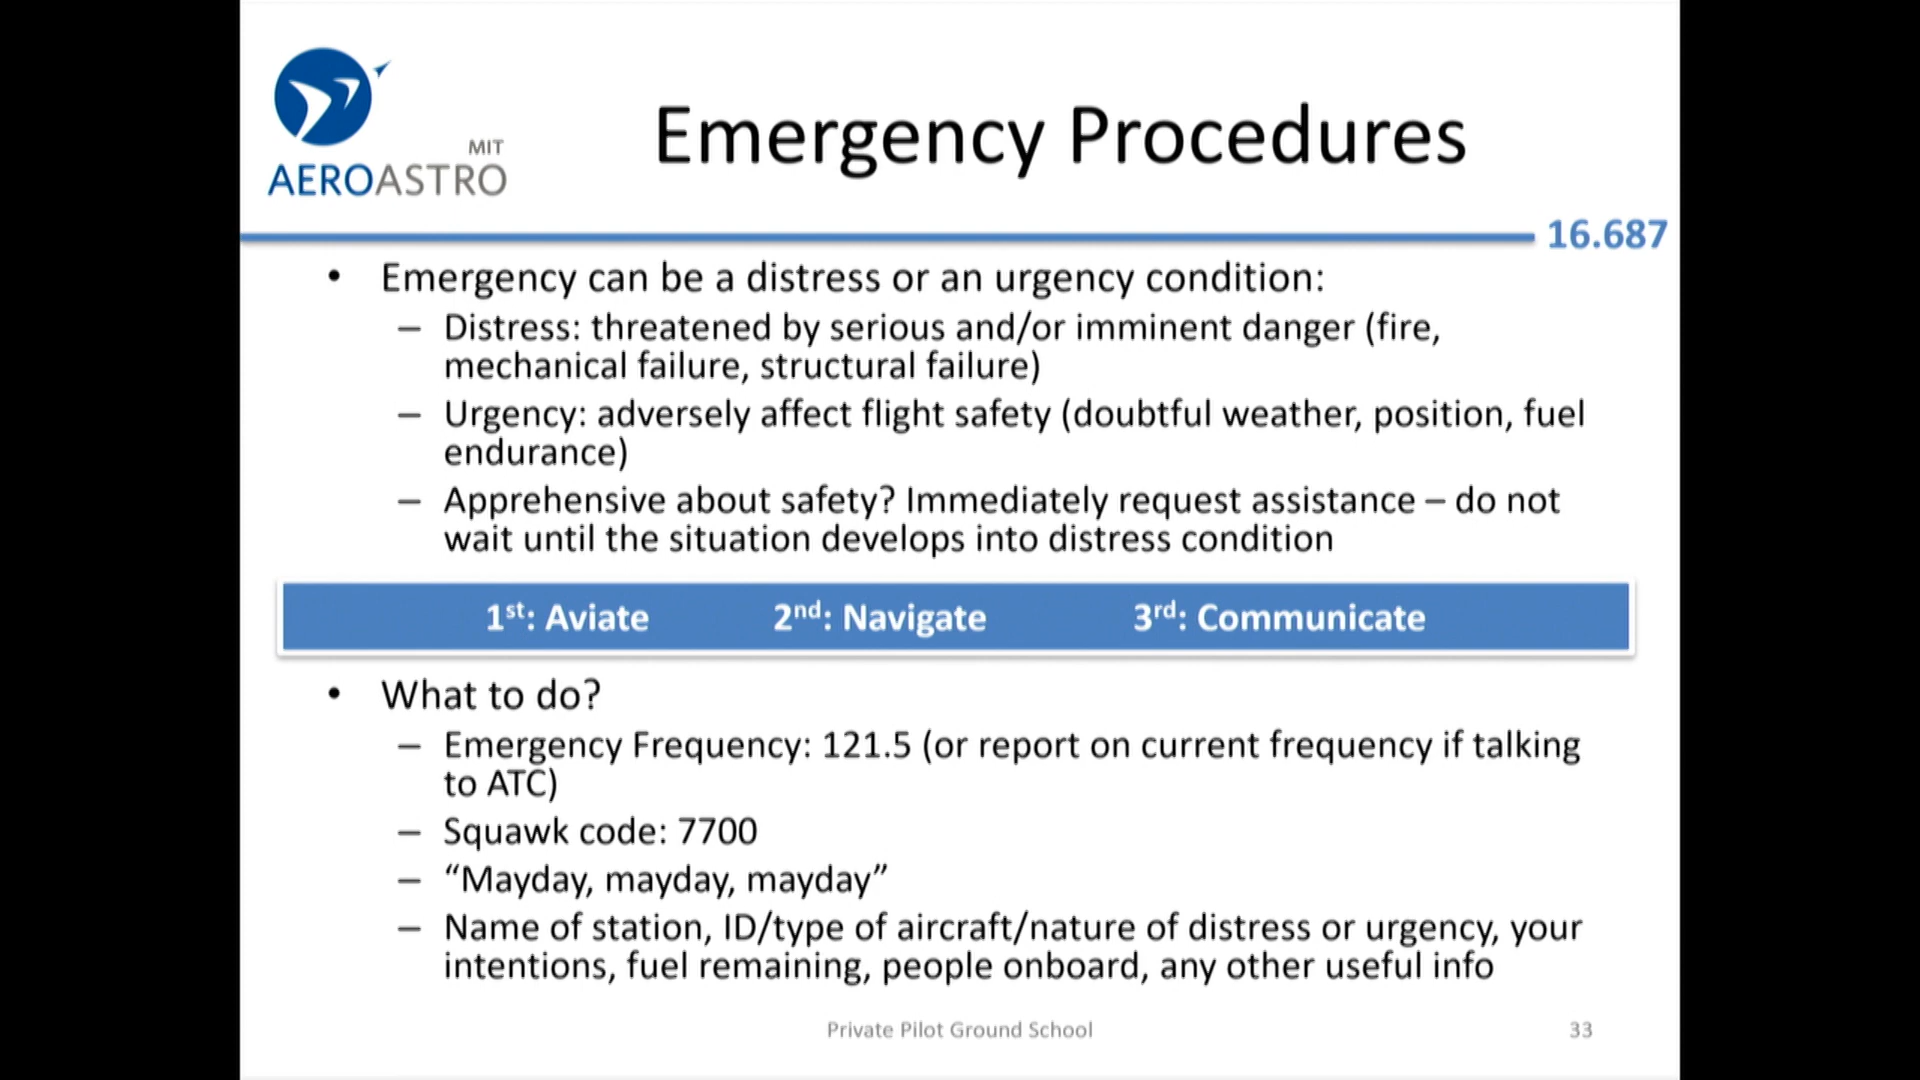 MIT
AEROASTRO
Emergency Procedures
16.687
• Emergency can be a distress or an urgency condition:
– Distress: threatened by serious and/or imminent danger (fire,
mechanical failure, structural failure)
– Urgency: adversely affect flight safety (doubtful weather, position, fuel
endurance)
– Apprehensive about safety? Immediately request assistance – do not
wait until the situation develops into distress condition
1st: Aviate 2nd: Navigate 3rd: Communicate
• What to do?
– Emergency Frequency: 121.5 (or report on current frequency if talking
to ATC)
– Squawk code: 7700
– “Mayday, mayday, mayday”
– Name of station, ID/type of aircraft/nature of distress or urgency, your
intentions, fuel remaining, people onboard, any other useful info
Private Pilot Ground School 33